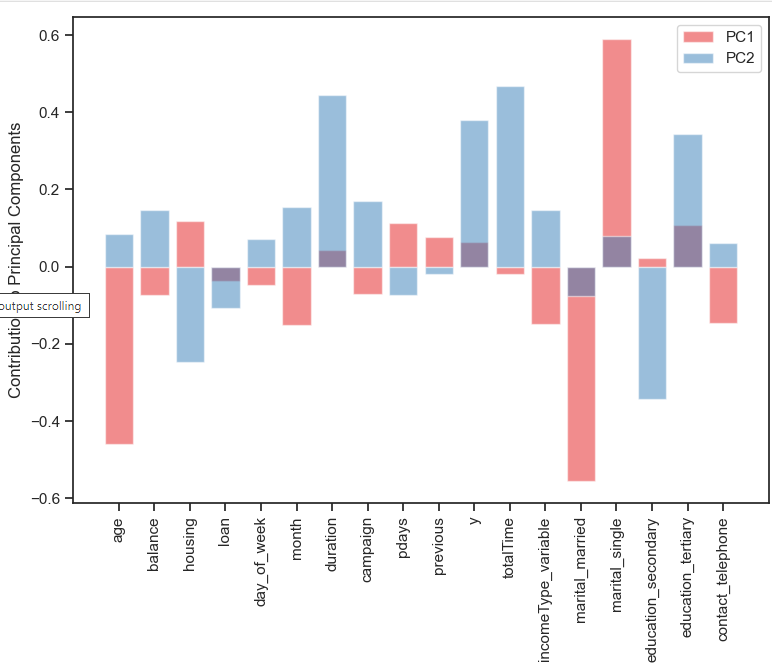 PC1
PC2
0.6
0.4
0.2
0.0
−0.2
−0.4
−0.6
Principal Components
output scrolling
age
balance
housing
loan
day_of_week
month
duration
campaign
pdays
previous
y
totalTime
incomeType_variable
marital_married
marital_single
education_secondary
education_tertiary
contact_telephone